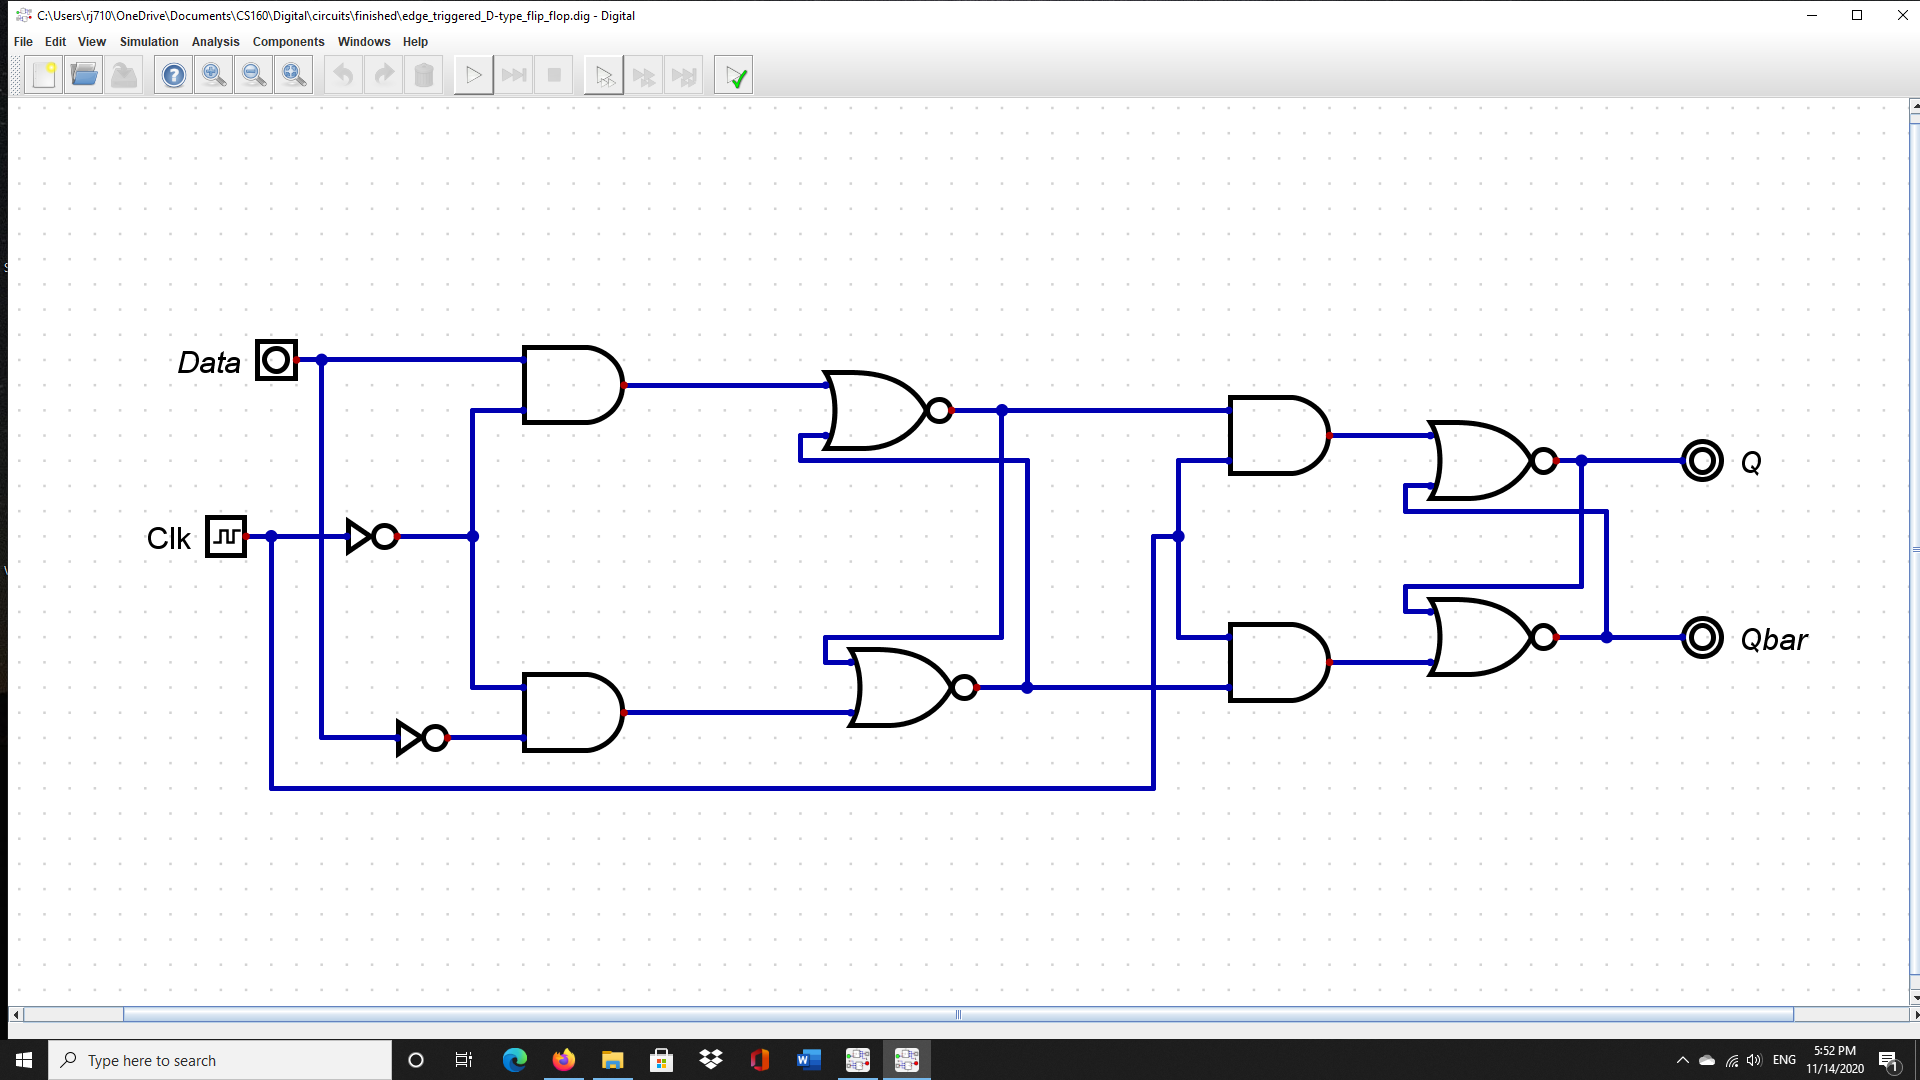 C:\Users\rj710\OneDrive\Documents\CS160\Digital\circuits\finished\edge_triggered_D-type_flip_flop.dig - Digital
File Edit View Simulation Analysis Components Windows Help
Data
Q
Clk
Qbar
Type here to search
ENG
5:52 PM
11/14/2020
1